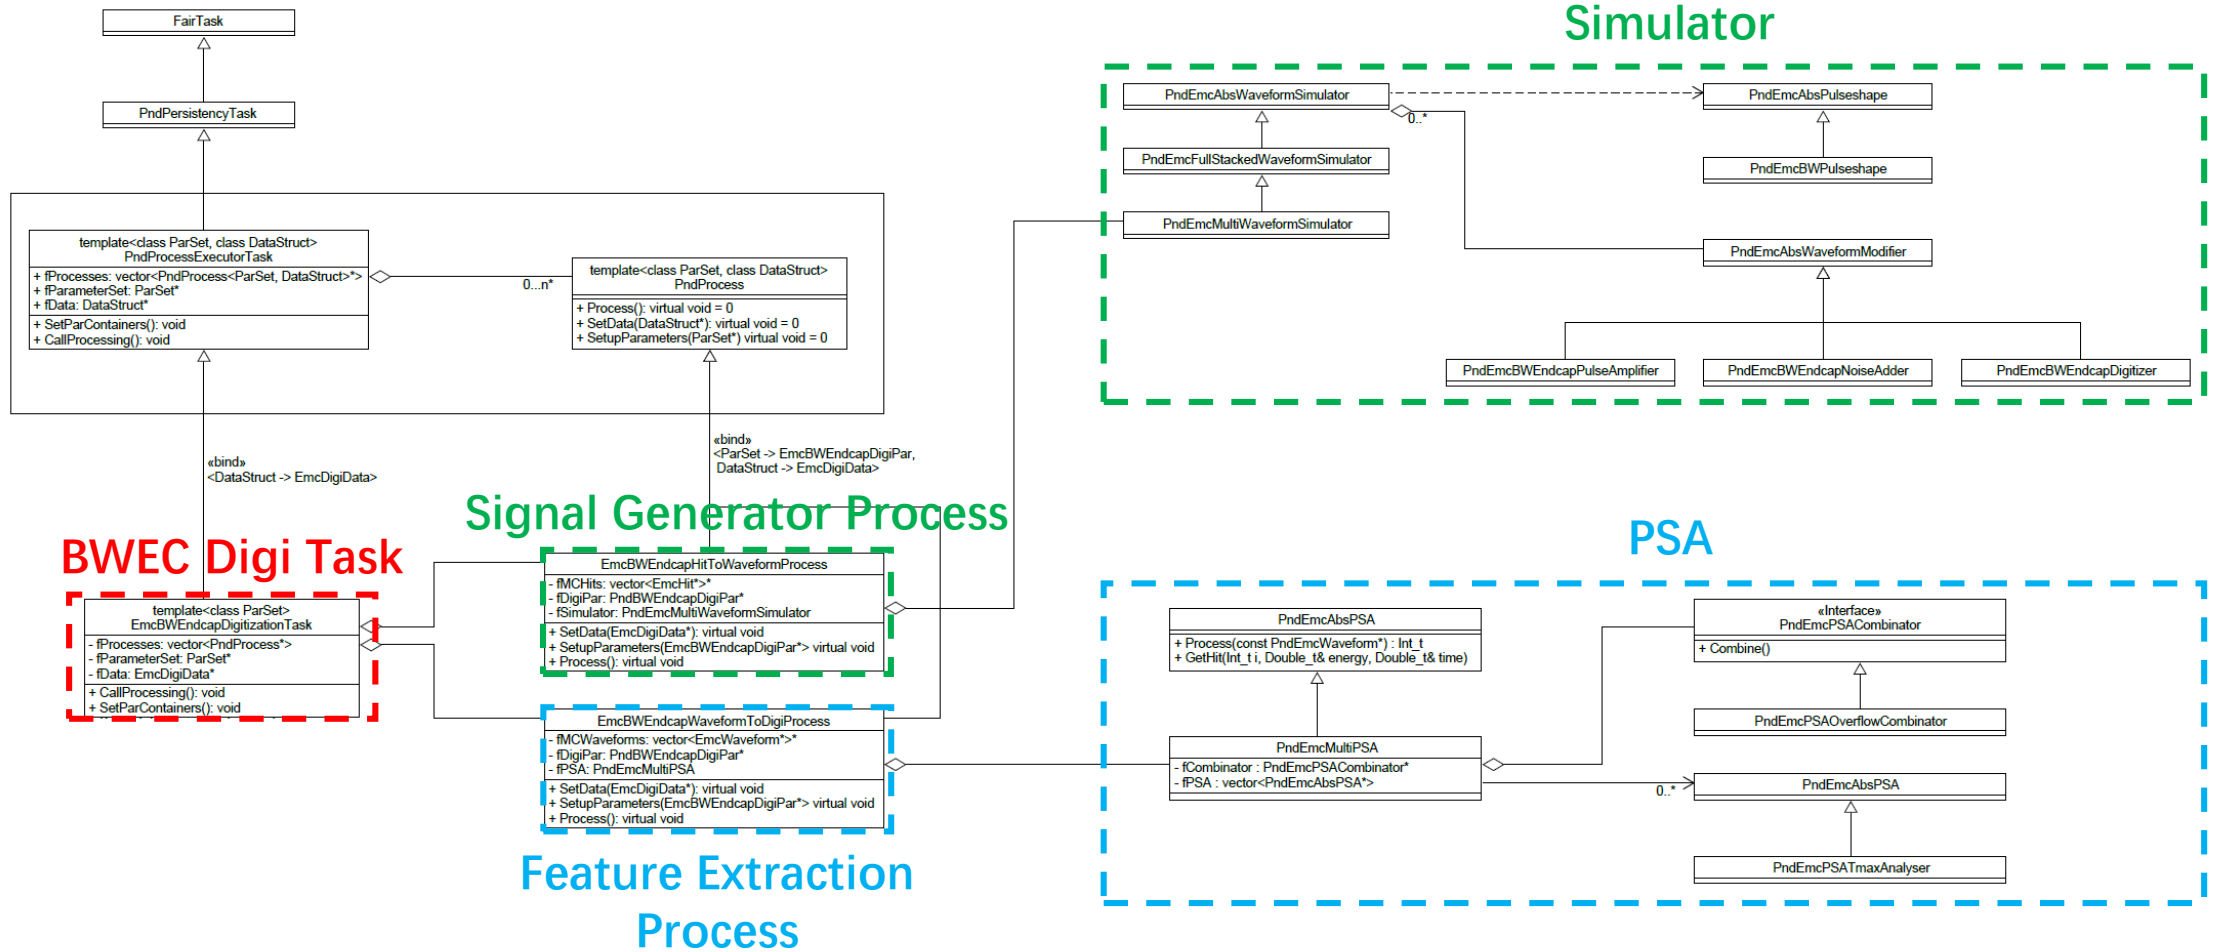 FairTask
PndPersistencyTask
template<class ParSet, class DataStruct>
PndProcessExecutorTask
+ fProcesses: vector<PndProcess<ParSet, DataStruct>*>
+ fParameterSet: ParSet*
+ fData: DataStruct*
+ SetParContainers(): void
+ CallProcessing(): void
0...n*
template<class ParSet, class DataStruct>
PndProcess
+ Process(): virtual void = 0
+ SetData(DataStruct*): virtual void = 0
+ SetupParameters(ParSet*) virtual void = 0
«bind»
<DataStruct -> EmcDigiData>
«bind»
<ParSet -> EmcBWEndcapDigiPar,
DataStruct -> EmcDigiData>
BWEC Digi Task
template<class ParSet>
EmcBWEndcapDigitizationTask
- fProcesses: vector<PndProcess*>
- fParameterSet: ParSet*
- fData: EmcDigiData*
+ CallProcessing(): void
+ SetParContainers(): void
Signal Generator Process
EmcBWEndcapHitToWaveformProcess
- fMCHits: vector<EmcHit*>*
- fDigiPar: PndBWEndcapDigiPar*
- fSimulator: PndEmcMultiWaveformSimulator
+ SetData(EmcDigiData*): virtual void
+ SetupParameters(EmcBWEndcapDigiPar*) virtual void
+ Process(): virtual void
EmcBWEndcapWaveformToDigiProcess
- fMCWaveforms: vector<EmcWaveform*>*
- fDigiPar: PndBWEndcapDigiPar*
- fPSA: PndEmcMultiPSA
+ SetData(EmcDigiData*): virtual void
+ SetupParameters(EmcBWEndcapDigiPar*) virtual void
+ Process(): virtual void
Feature Extraction
Process
Simulator
PndEmcAbsWaveformSimulator
0..*
PndEmcFullStackedWaveformSimulator
PndEmcMultiWaveformSimulator
PndEmcAbsPulseshape
PndEmcBWPulseshape
PndEmcAbsWaveformModifier
PndEmcBWEndcapPulseAmplifier
PndEmcBWEndcapNoiseAdder
PndEmcBWEndcapDigitizer
PSA
PndEmcAbsPSA
+ Process(const PndEmcWaveform*) : Int_t
+ GetHit(Int_t i, Double_t& energy, Double_t& time)
PndEmcMultiPSA
- fCombinator : PndEmcPSACombinator*
- fPSA : vector<PndEmcAbsPSA*>
0..*
«Interface»
PndEmcPSACombinator
+ Combine()
PndEmcPSAOverflowCombinator
PndEmcAbsPSA
PndEmcPSATmaxAnalyser